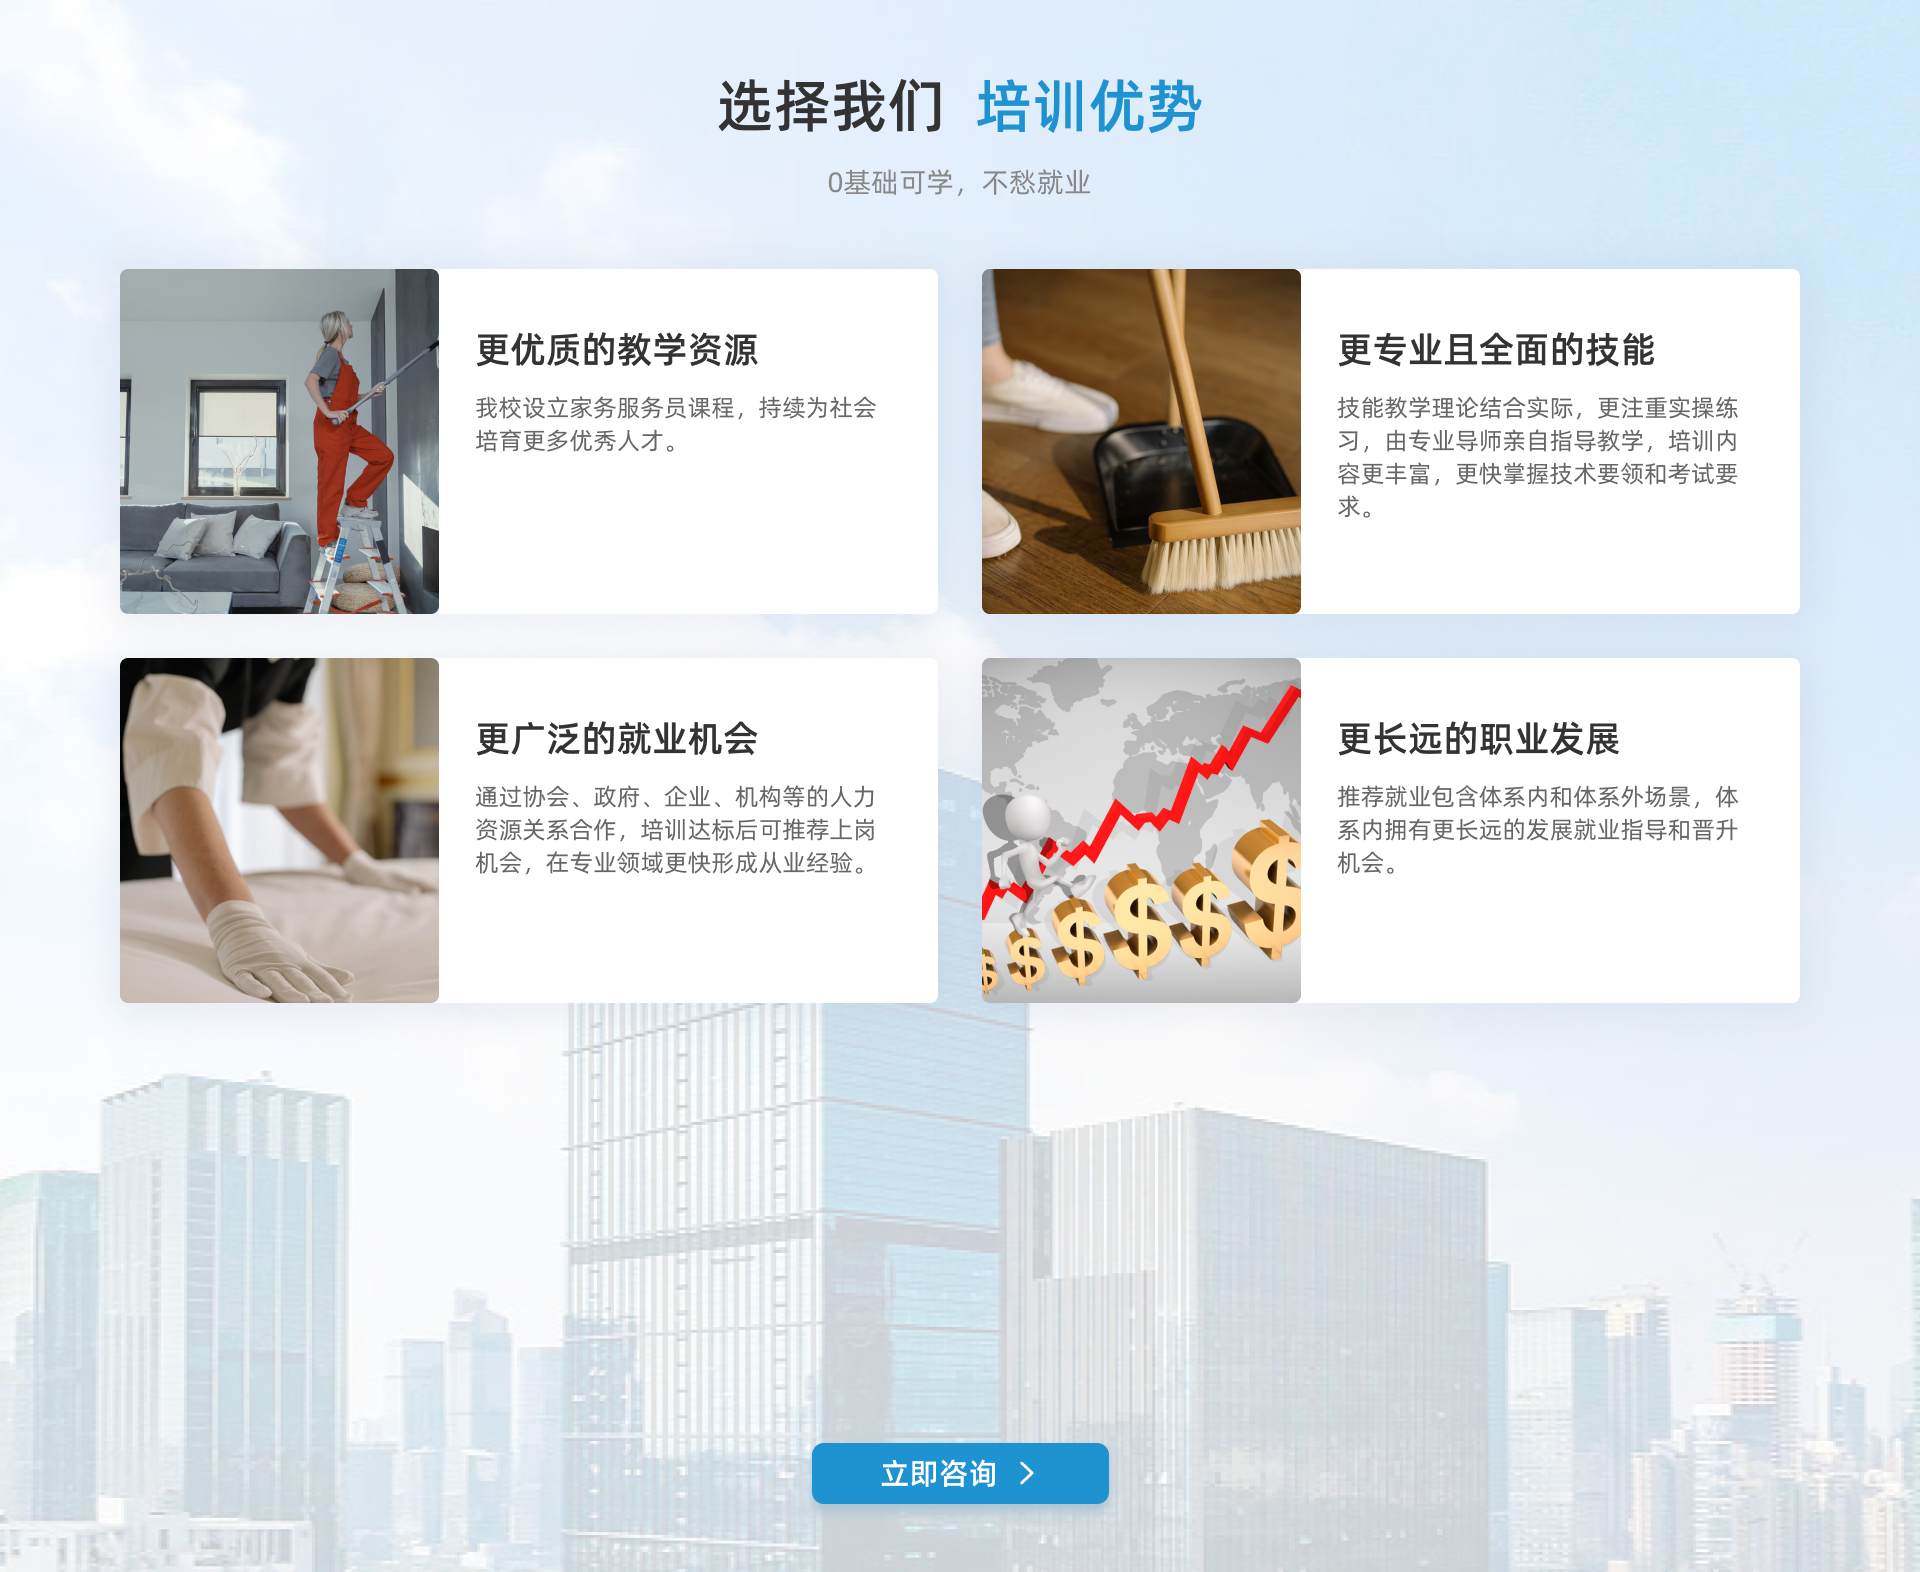 选择我们 培训优势
0基础可学，不愁就业
更优质的教学资源
我校设立家务服务员课程，持续为社会
培育更多优秀人才。
更专业且全面的技能
技能教学理论结合实际，更注重实操练
习，由专业导师亲自指导教学，培训内
容更丰富，更快掌握技术要领和考试要
求。
更广泛的就业机会
通过协会、政府、企业、机构等的人力
资源关系合作，培训达标后可推荐上岗
机会，在专业领域更快形成从业经验。
更长远的职业发展
推荐就业包含体系内和体系外场景，体
系内拥有更长远的发展就业指导和晋升
机会。
立即咨询